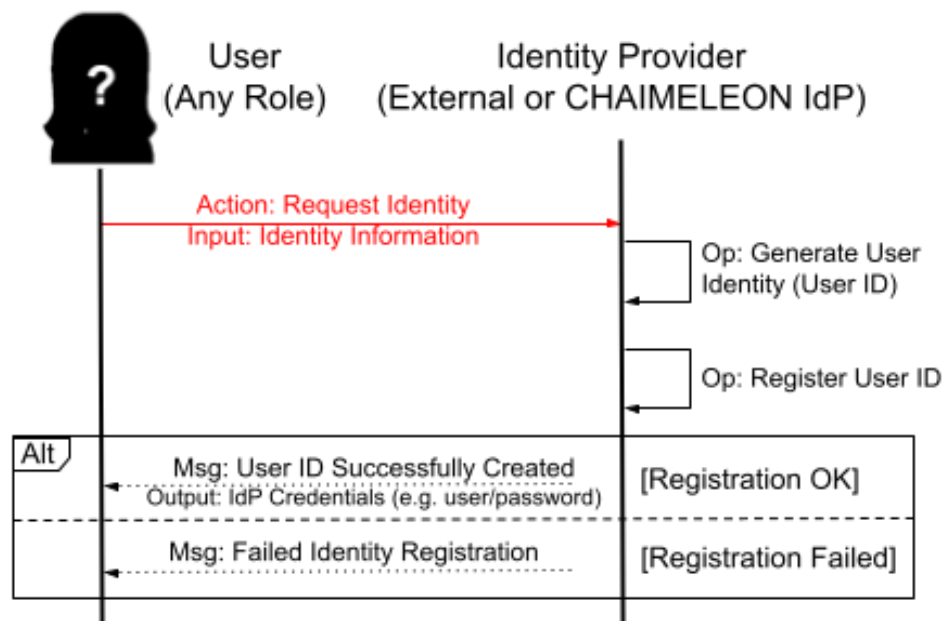 ?
User
(Any Role)
Identity Provider
(External or CHAIMELEON IdP)
Action: Request Identity
Input: Identity Information
Op: Generate User
Identity (User ID)
Op: Register User ID
Alt
Msg: User ID Successfully Created
Output: IdP Credentials (e.g. user/password)
[Registration OK]
Msg: Failed Identity Registration
[Registration Failed]